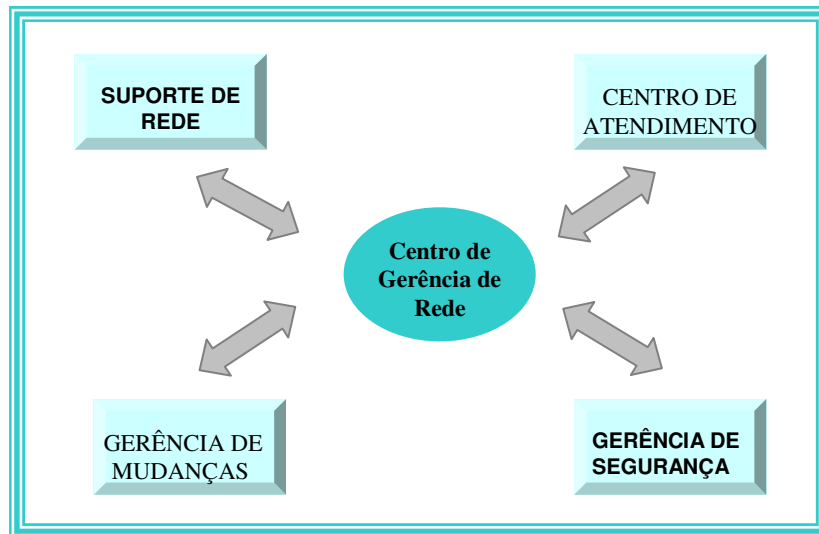 SUPORTE DE
REDE
CENTRO DE
ATENDIMENTO
Centro de
Gerência de
Rede
GERÊNCIA DE
MUDANÇAS
GERÊNCIA DE
SEGURANÇA